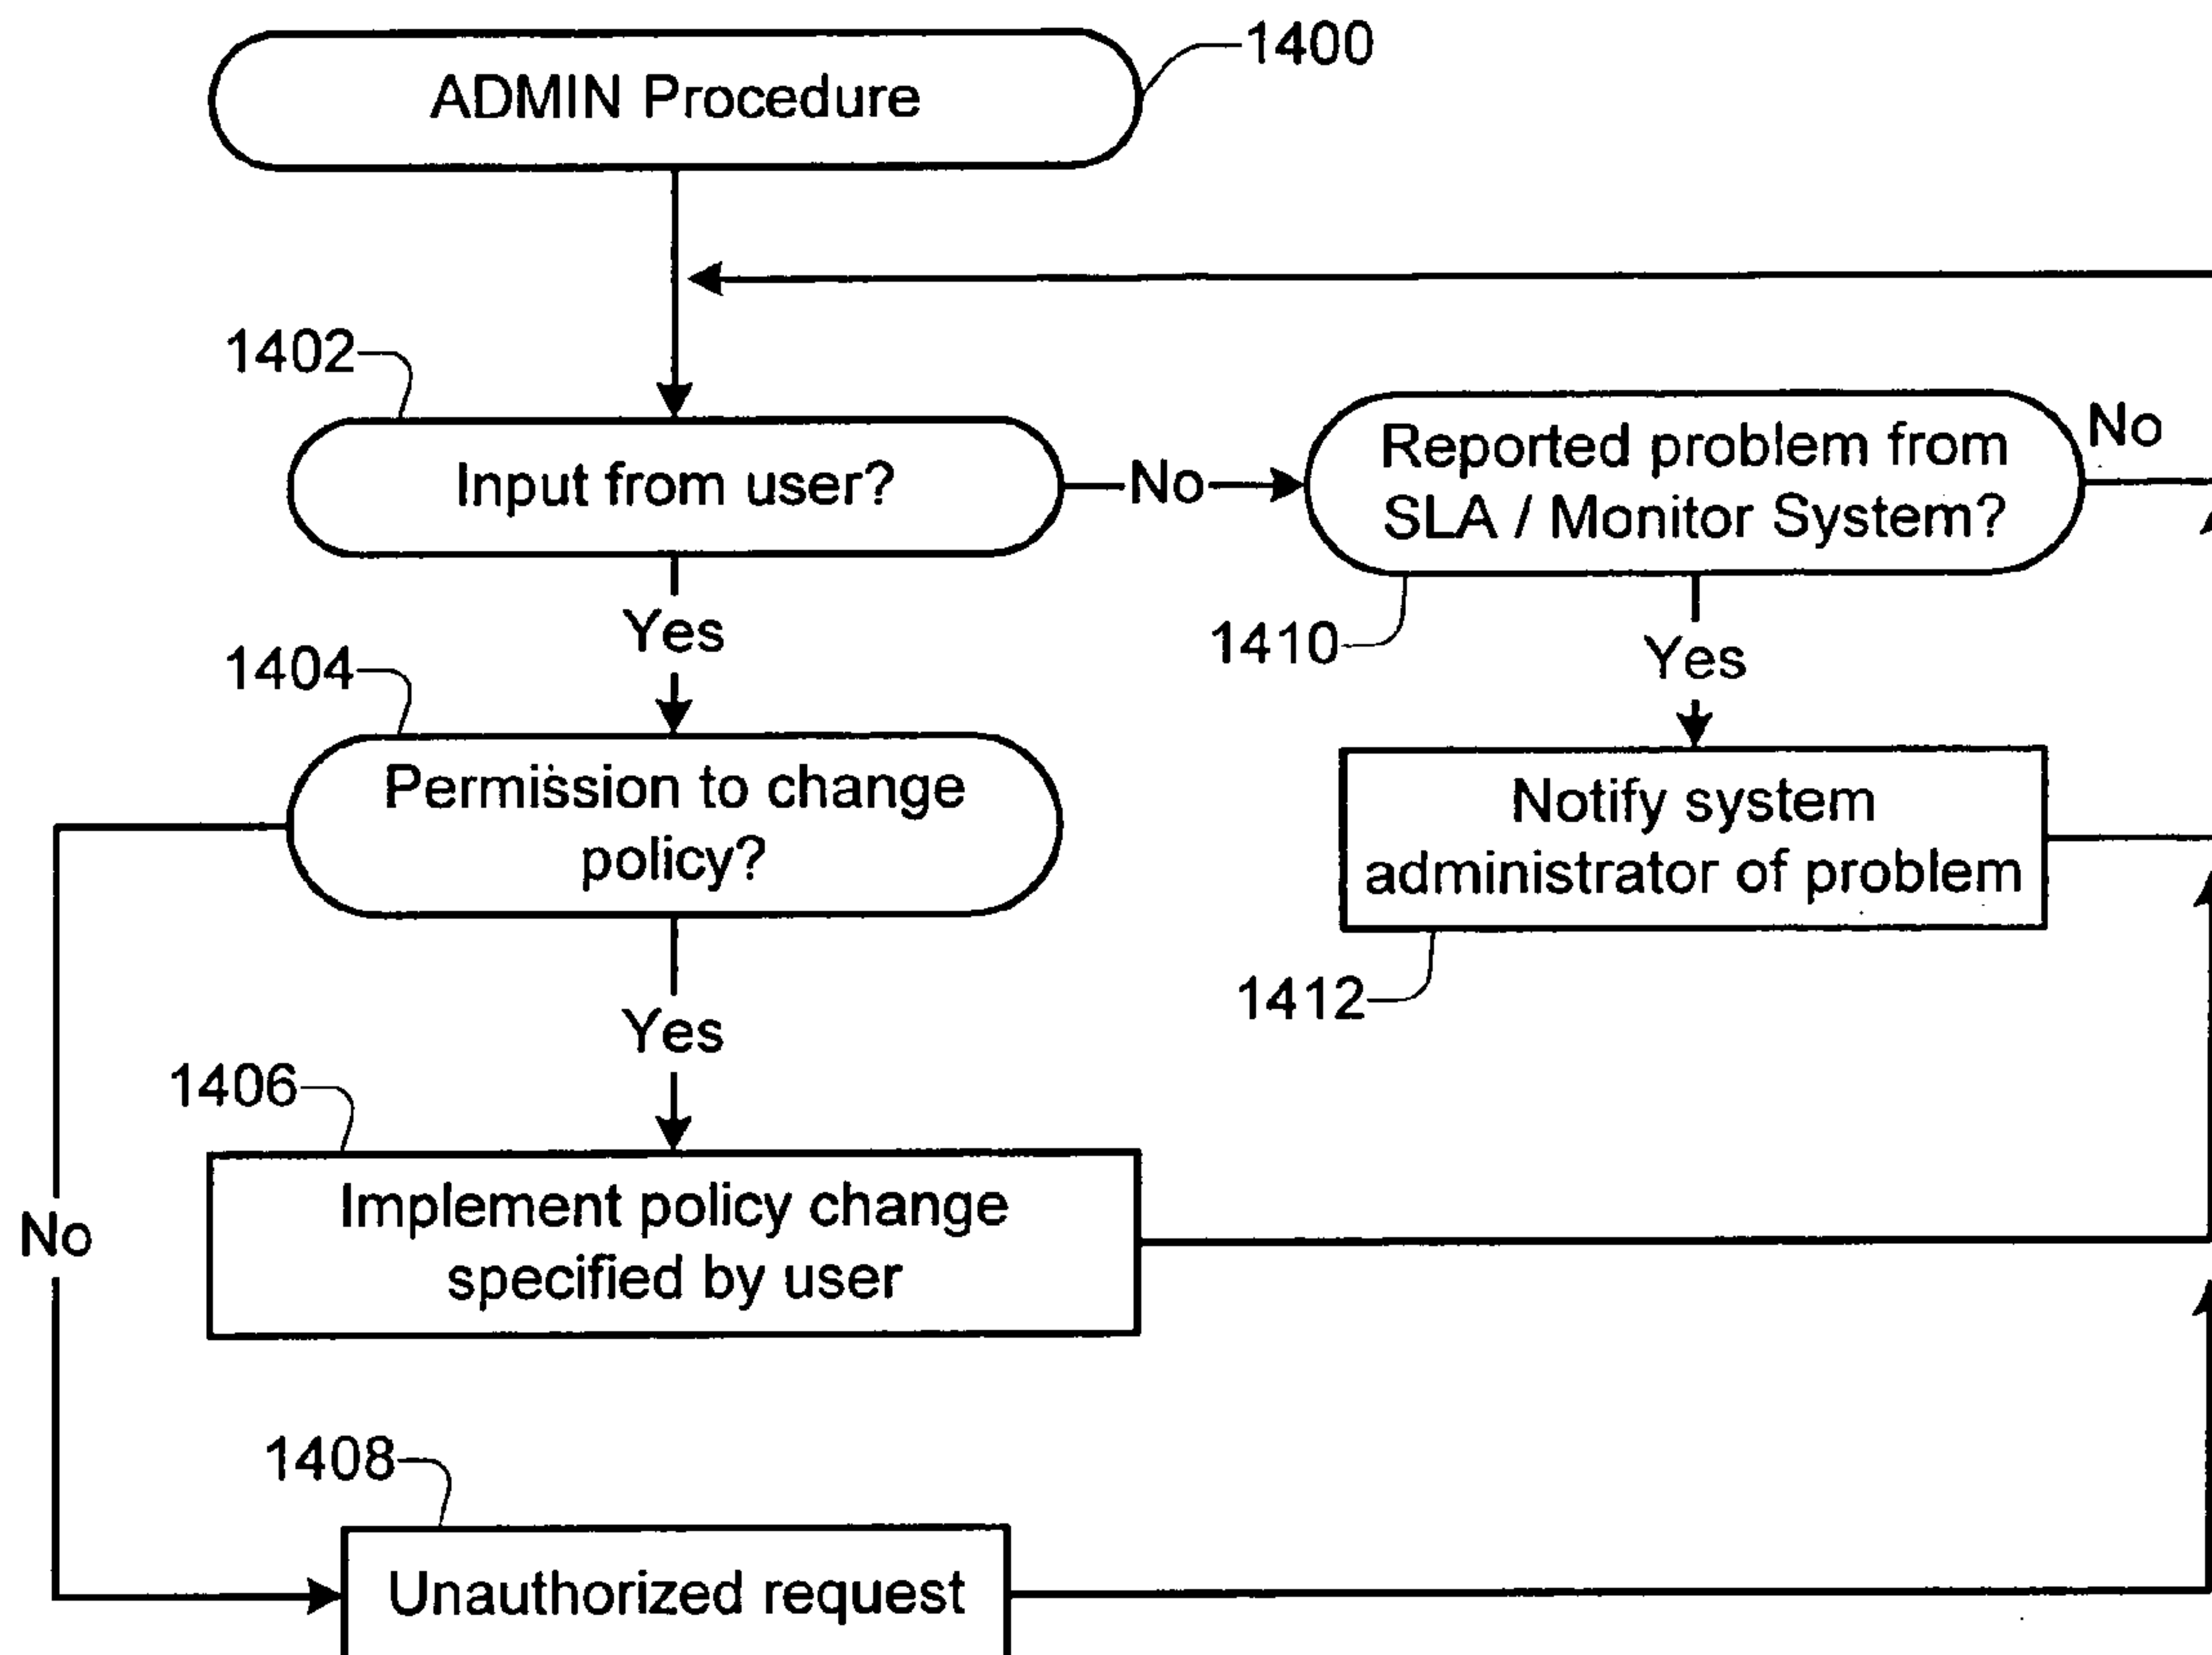 ADMIN Procedure
1400
1402
Input from user?
No
Reported problem from
SLA / Monitor System?
No
1410
Yes
Yes
1404
Permission to change
policy?
Notify system
administrator of problem
1412
Yes
1406
Implement policy change
specified by user
No
1408
Unauthorized request